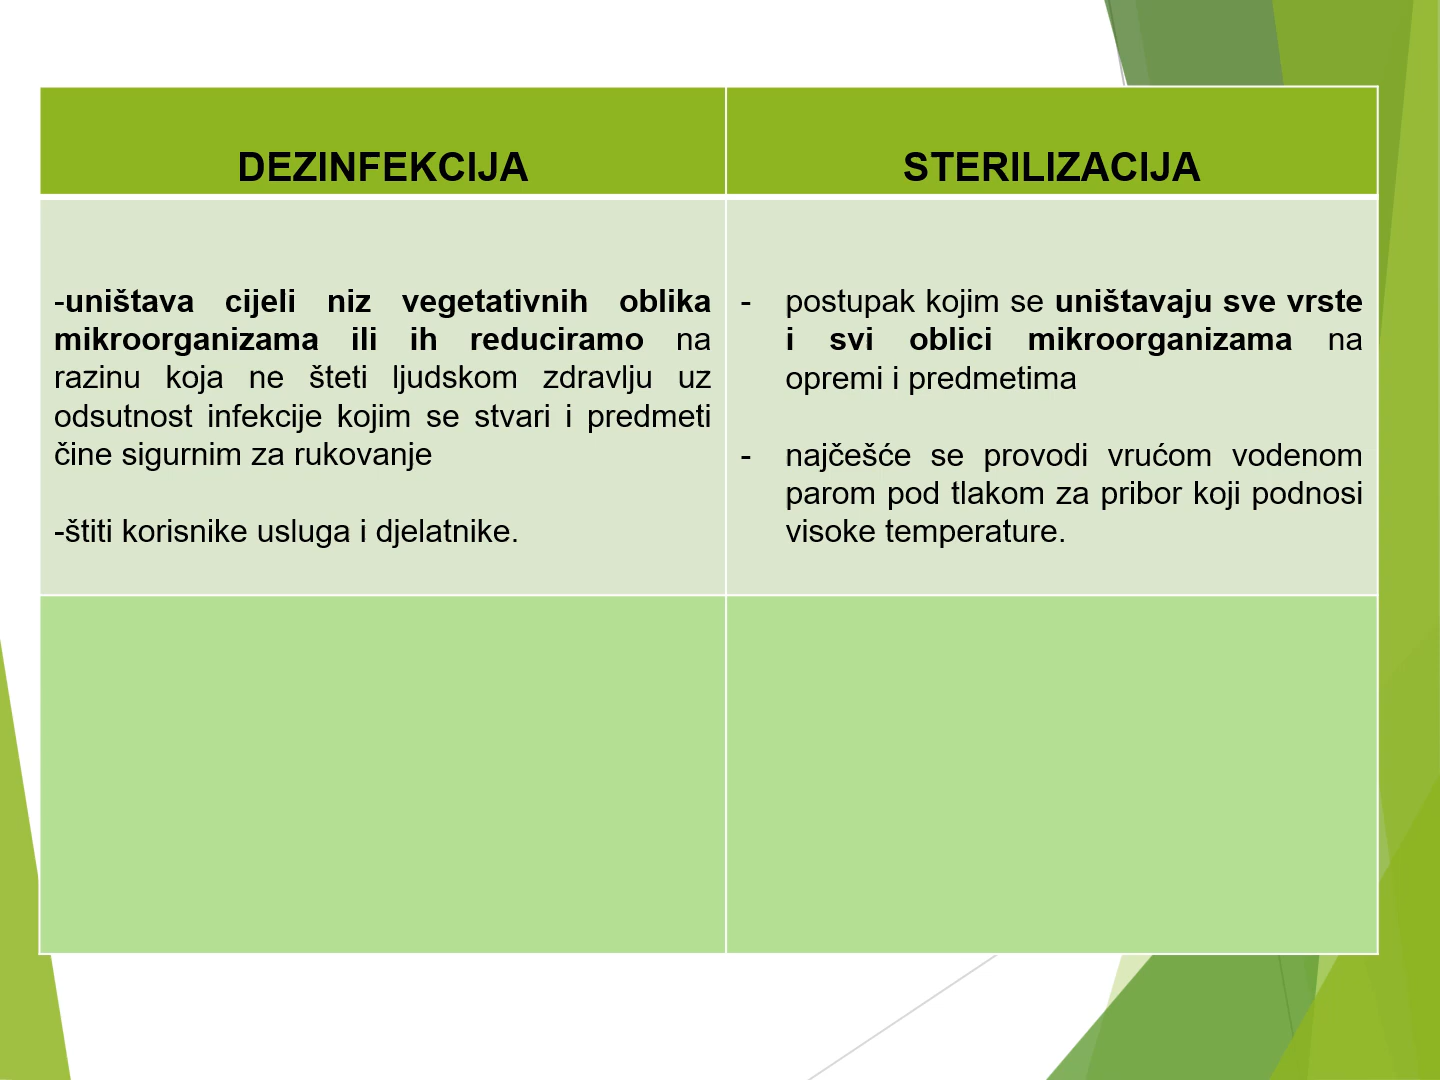 DEZINFEKCIJA
STERILIZACIJA
-uništava cijeli niz vegetativnih oblika
mikroorganizama ili ih reduciramo na
razinu koja ne šteti ljudskom zdravlju uz
odsutnost infekcije kojim se stvari i predmeti
čine sigurnim za rukovanje
-štiti korisnike usluga i djelatnike.
- postupak kojim se uništavaju sve vrste
i svi oblici mikroorganizama na
opremi i predmetima
- najčešće se provodi vrućom vodenom
parom pod tlakom za pribor koji podnosi
visoke temperature.